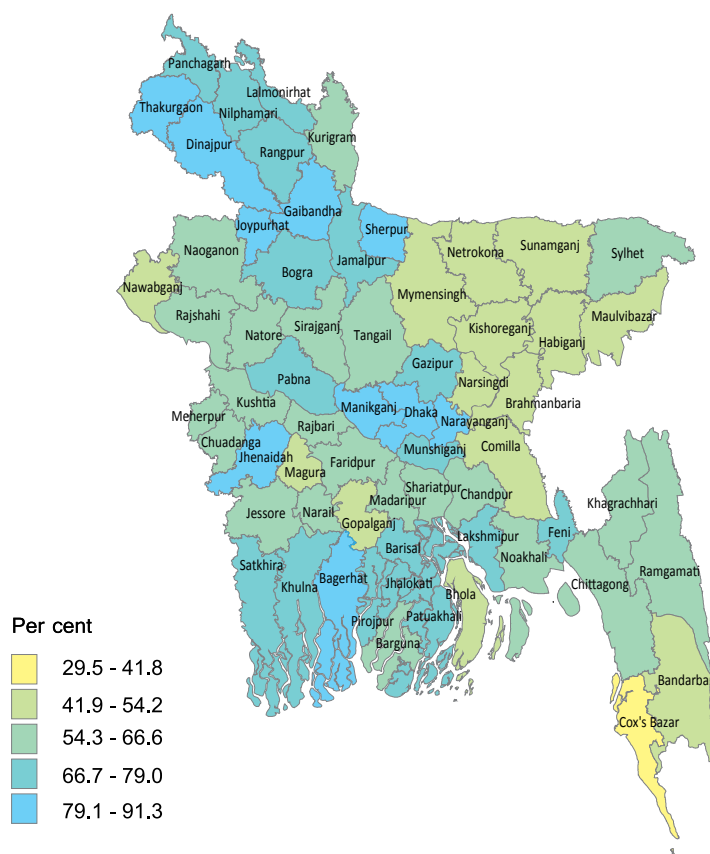 Panchagarh
Lalmonirhat
Thakurgaon
Nilphamari
Kurigram
Dinajpur
Rangpur
Gaibandha
Joypurhat
Sherpur
Naoganon
Bogra
Jamalpur
Netrokona
Sunamganj
Sylhet
Nawabganj
Mymensingh
Maulvibazar
Rajshahi
Natore
Sirajganj
Tangail
Kishoreganj
Habiganj
Gazipur
Pabna
Narsingdi
Kushtia
Manikganj
Dhaka
Brahmanbaria
Meherpur
Rajbari
Narayanganj
Chuadanga
Jhenaidah
Munshiganj
Comilla
Magura
Faridpur
Shariatpur
Chandpur
Madaripur
Jessore
Narail
Gopalganj
Khagrachhari
Lakshmipur
Feni
Barisal
Noakhali
Satkhira
Khulna
Bagerhat
Jhalokati
Ramgamati
Chittagong
Bhola
Pirojpur
Patuakhali
Barguna
Bandarba
Cox's Bazar
Per cent
29.5 - 41.8
41.9 - 54.2
54.3 - 66.6
66.7 - 79.0
79.1 - 91.3